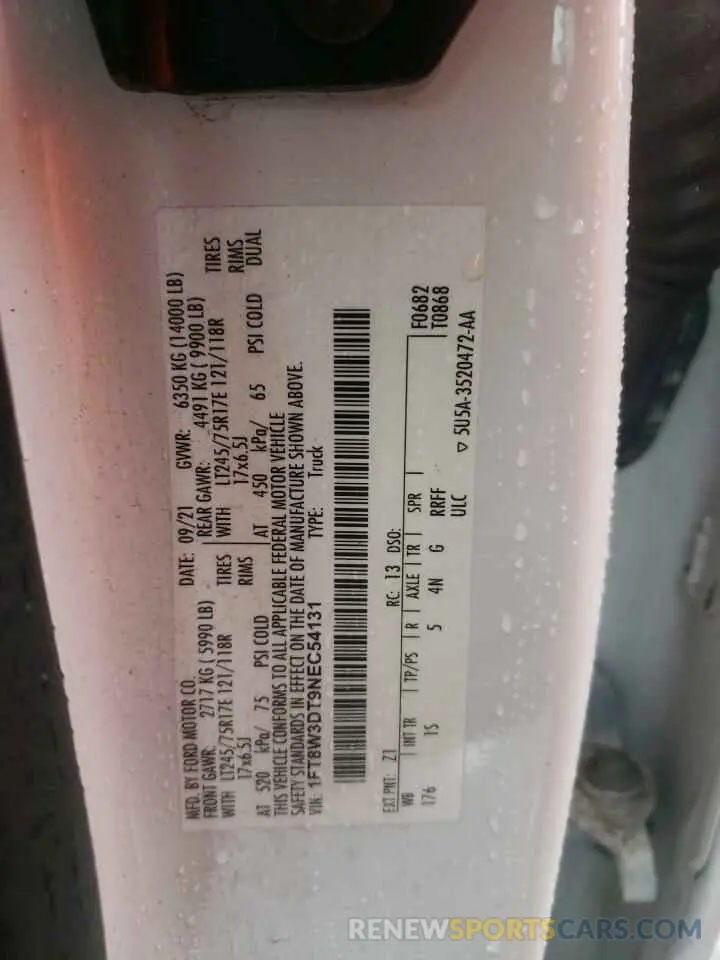 MFD. BY FORD MOTOR CO.
DATE: 09/21 GVWR: 6350 KG (14000 LB)
FRONT GAWR: 2717 KG ( 5990 LB) REAR GAWR: 4491 KG ( 9900 LB)
WITH LT245/75R17E 121/118R TIRES WITH LT245/75R17E 121/118R TIRES
17x6.5J RIMS 17x6.5J RIMS
AT 520 kPa/ 75 PSI COLD AT 450 kPa/ 65 PSI COLD DUAL
THIS VEHICLE CONFORMS TO ALL APPLICABLE FEDERAL MOTOR VEHICLE
SAFETY STANDARDS IN EFFECT ON THE DATE OF MANUFACTURE SHOWN ABOVE.
VIN: 1FT8W3DT9NEC54131 TYPE: Truck
EXT PNT: Z1 RC: 13 DSO: F0682
WB INT TR TP/PS R AXLE TR SPR T0868
176 1S 5 4N G RRFF
ULC ▽ 5U5A-3520472-AA
RENEWSPORTSCARS.COM